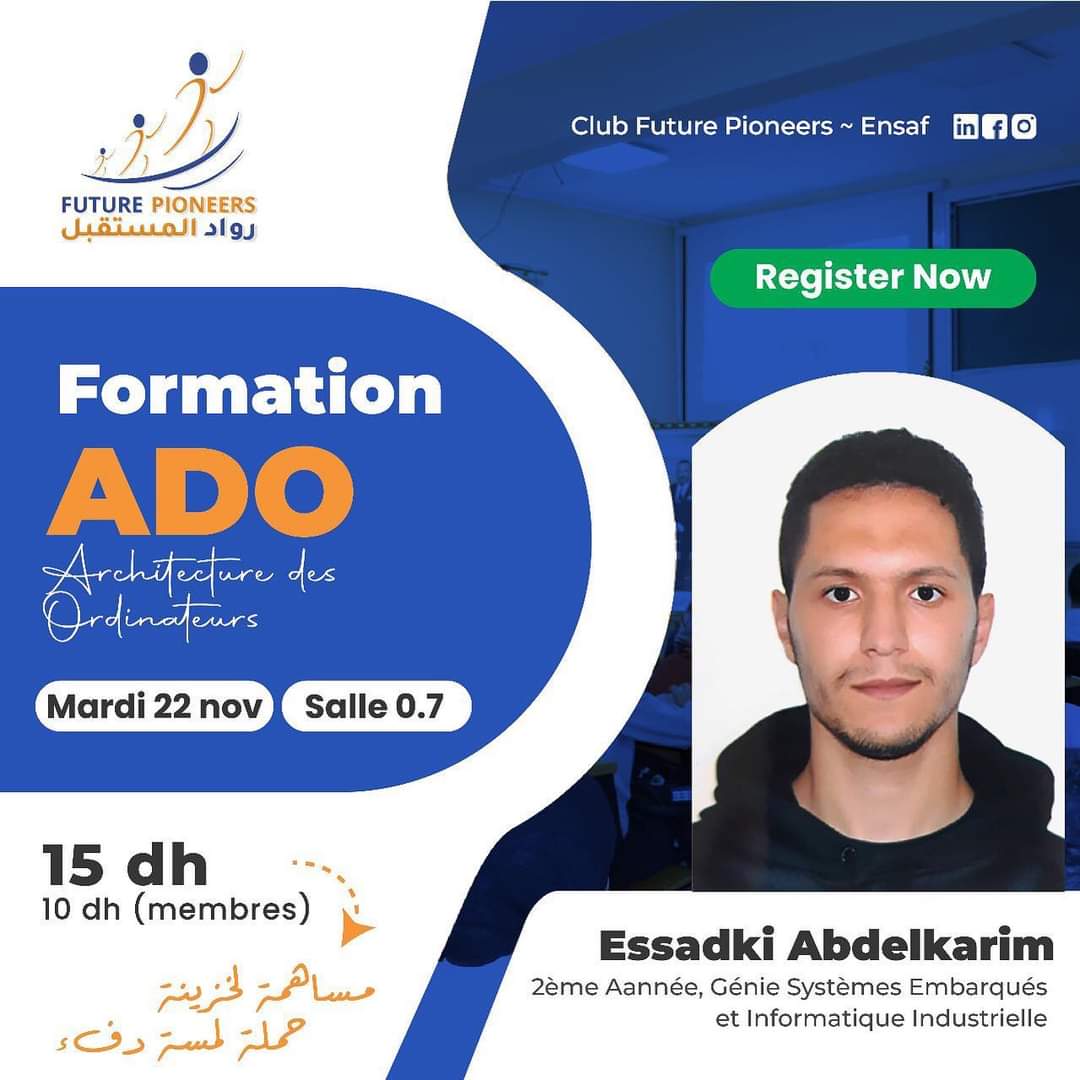 FUTURE PIONEERS
رواد المستقبل
Club Future Pioneers ~ Ensaf
Register Now
Formation
ADO
Architecture des
Ordinateurs
Mardi 22 nov
Salle 0.7
15 dh
10 dh (membres)
مساهمة لخزينة
حملة لمسة دفء
Essadki Abdelkarim
2ème Aannée, Génie Systèmes Embarqués
et Informatique Industrielle